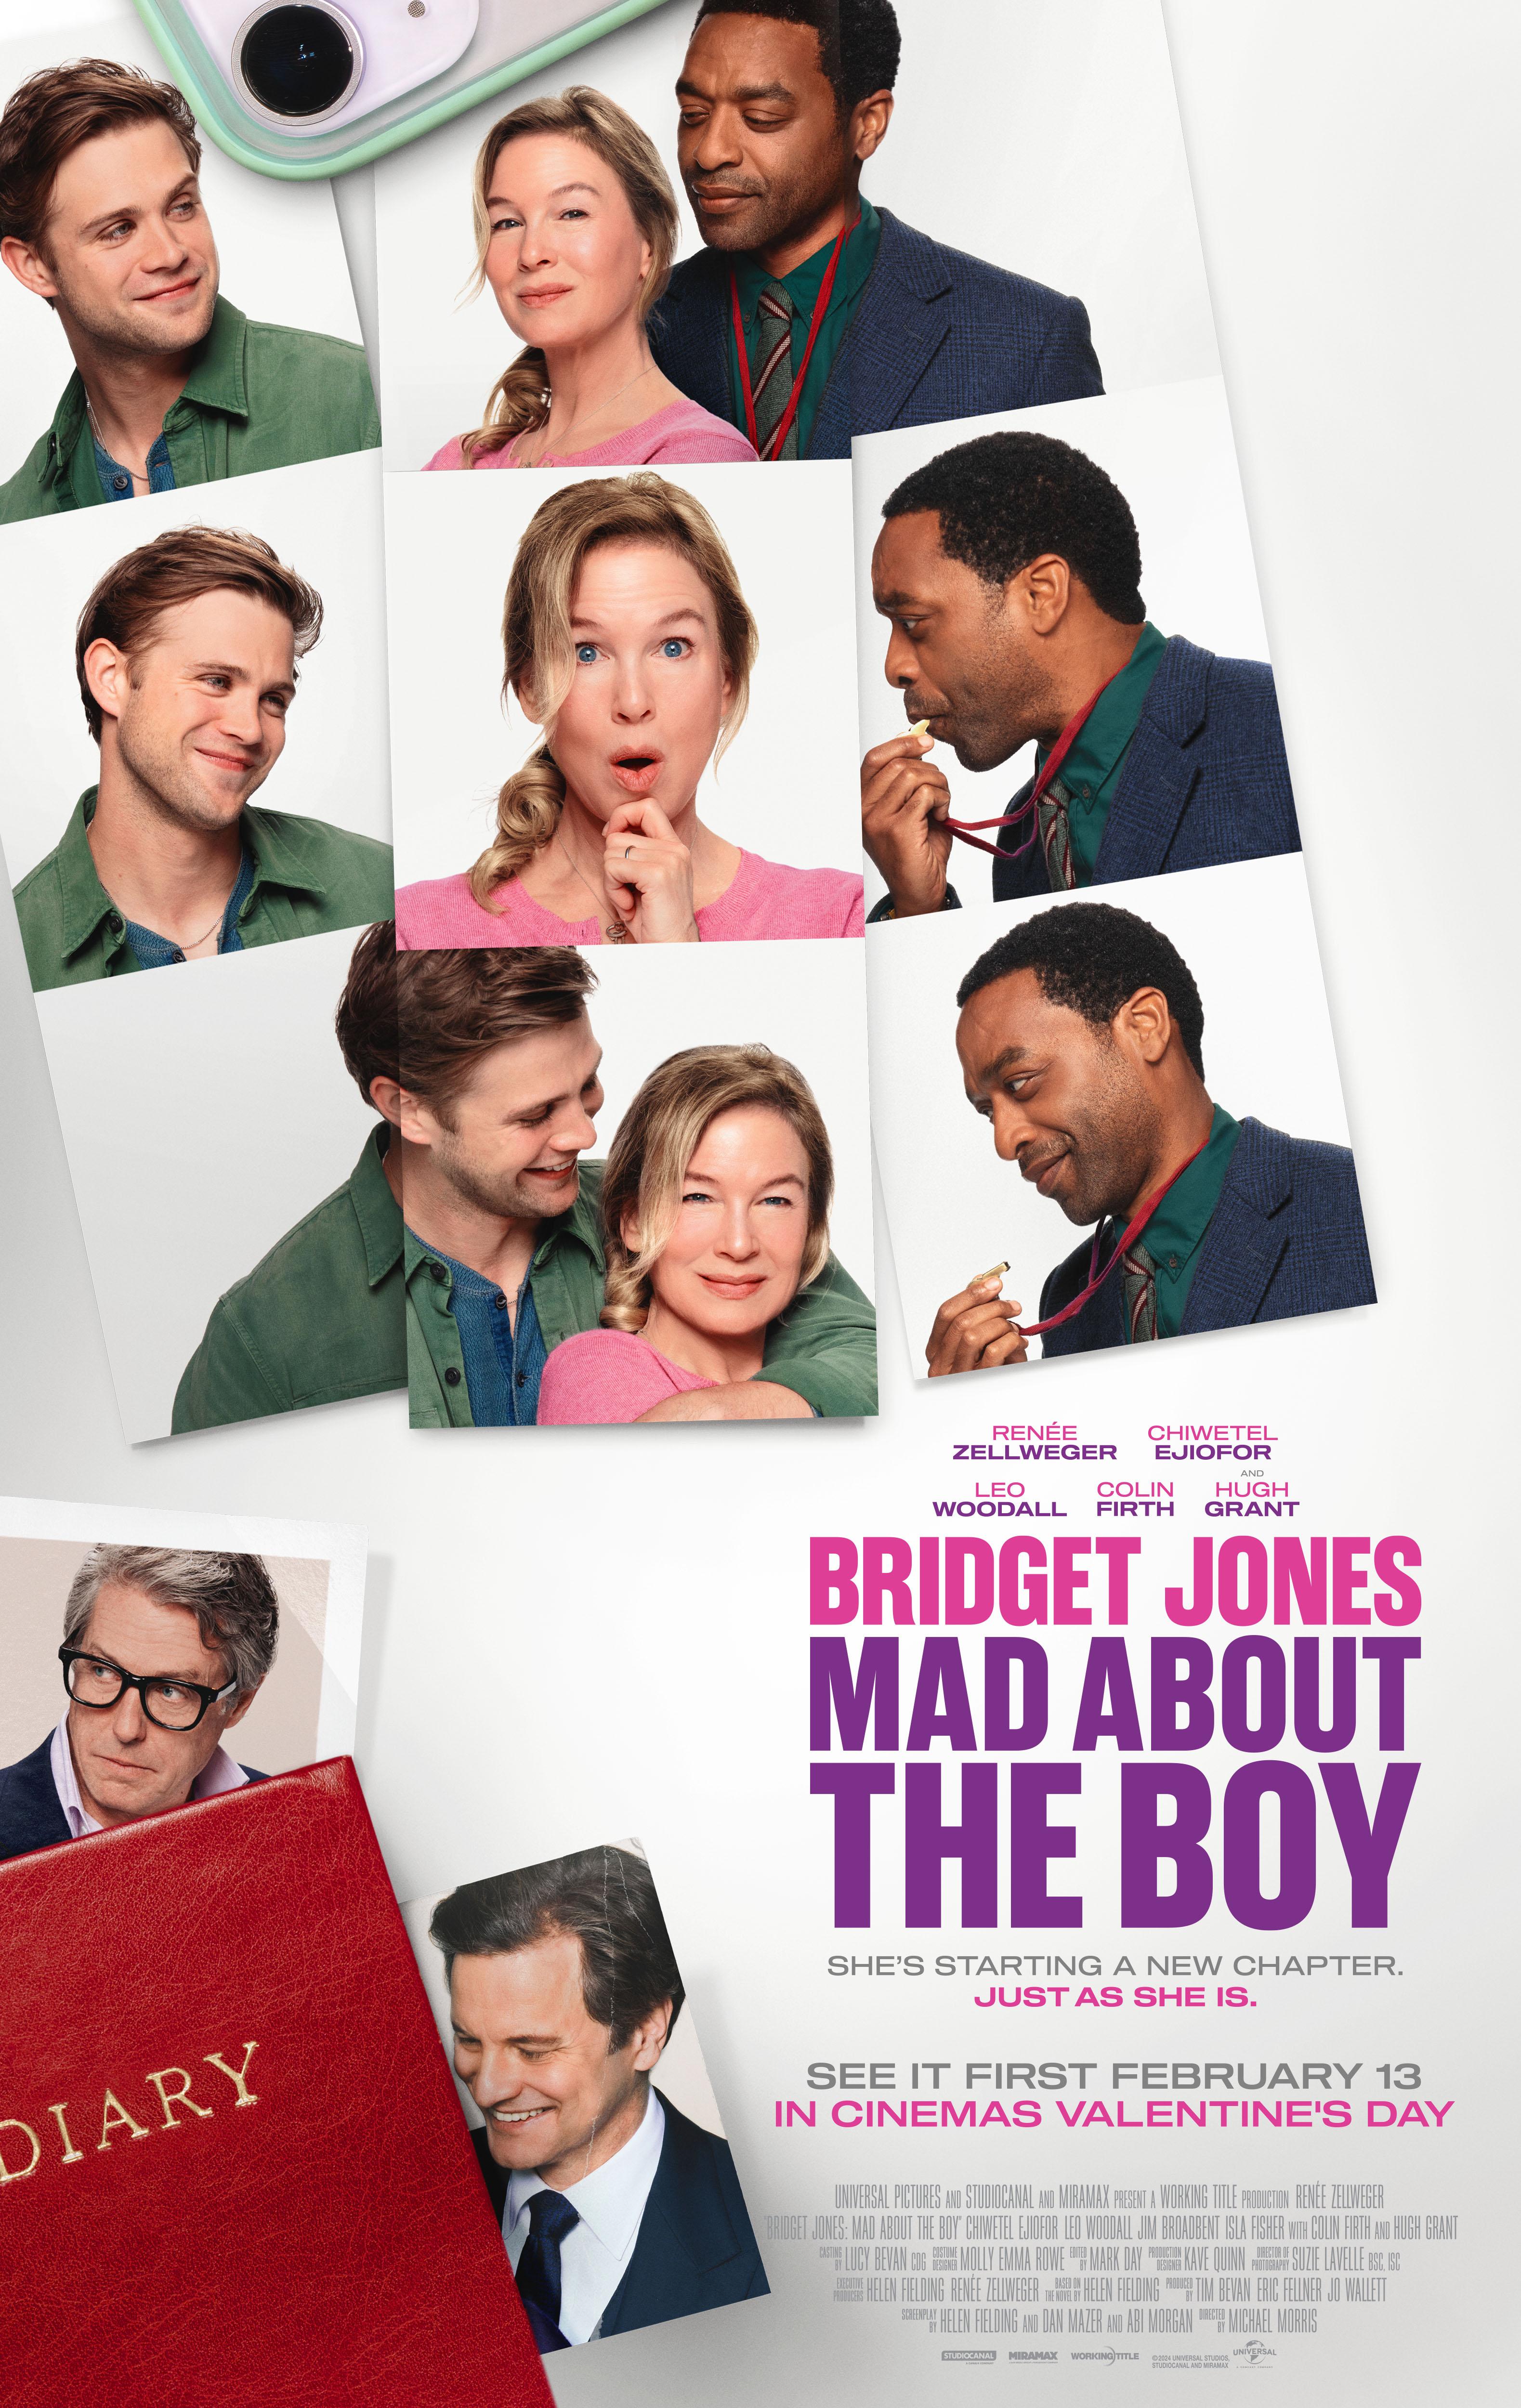 RENÉE ZELLWEGER
CHIWETEL EJIOFOR
LEO WOODALL
COLIN FIRTH
AND
HUGH GRANT
BRIDGET JONES
MAD ABOUT
THE BOY
SHE'S STARTING A NEW CHAPTER.
JUST AS SHE IS.
DIARY
SEE IT FIRST FEBRUARY 13
IN CINEMAS VALENTINE'S DAY
UNIVERSAL PICTURES AND STUDIOCANAL AND MIRAMAX PRESENT A WORKING TITLE PRODUCTION RENÉE ZELLWEGER
"BRIDGET JONES: MAD ABOUT THE BOY" CHIWETEL EJIOFOR LEO WOODALL JIM BROADBENT ISLA FISHER WITH COLIN FIRTH AND HUGH GRANT
CASTING BY LUCY BEVAN CDG COSTUME DESIGNER MOLLY EMMA ROWE EDITED BY MARK DAY PRODUCTION DESIGNER KAVE QUINN DIRECTOR OF PHOTOGRAPHY SUZIE LAVELLE BSC, ISC
EXECUTIVE PRODUCERS HELEN FIELDING RENÉE ZELLWEGER BASED ON THE NOVEL BY HELEN FIELDING PRODUCED BY TIM BEVAN ERIC FELLNER JO WALLETT
SCREENPLAY BY HELEN FIELDING AND DAN MAZER AND ABI MORGAN DIRECTED BY MICHAEL MORRIS
STUDIOCANAL MIRAMAX WORKING TITLE ©2024 UNIVERSAL STUDIOS, STUDIOCANAL AND MIRAMAX UNIVERSAL